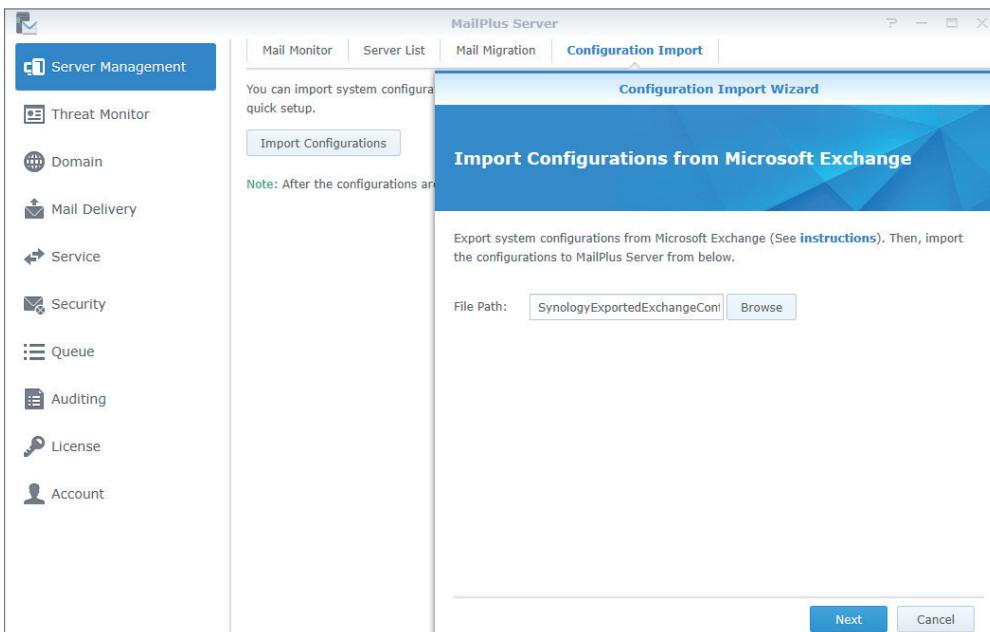 MailPlus Server
Server Management
Threat Monitor
Domain
Mail Delivery
Service
Security
Queue
Auditing
License
Account
Mail Monitor Server List Mail Migration Configuration Import
You can import system configura
quick setup.
Import Configurations
Note: After the configurations are
Configuration Import Wizard
Import Configurations from Microsoft Exchange
Export system configurations from Microsoft Exchange (See instructions). Then, import
the configurations to MailPlus Server from below.
File Path: SynologyExportedExchangeConf Browse
Next Cancel